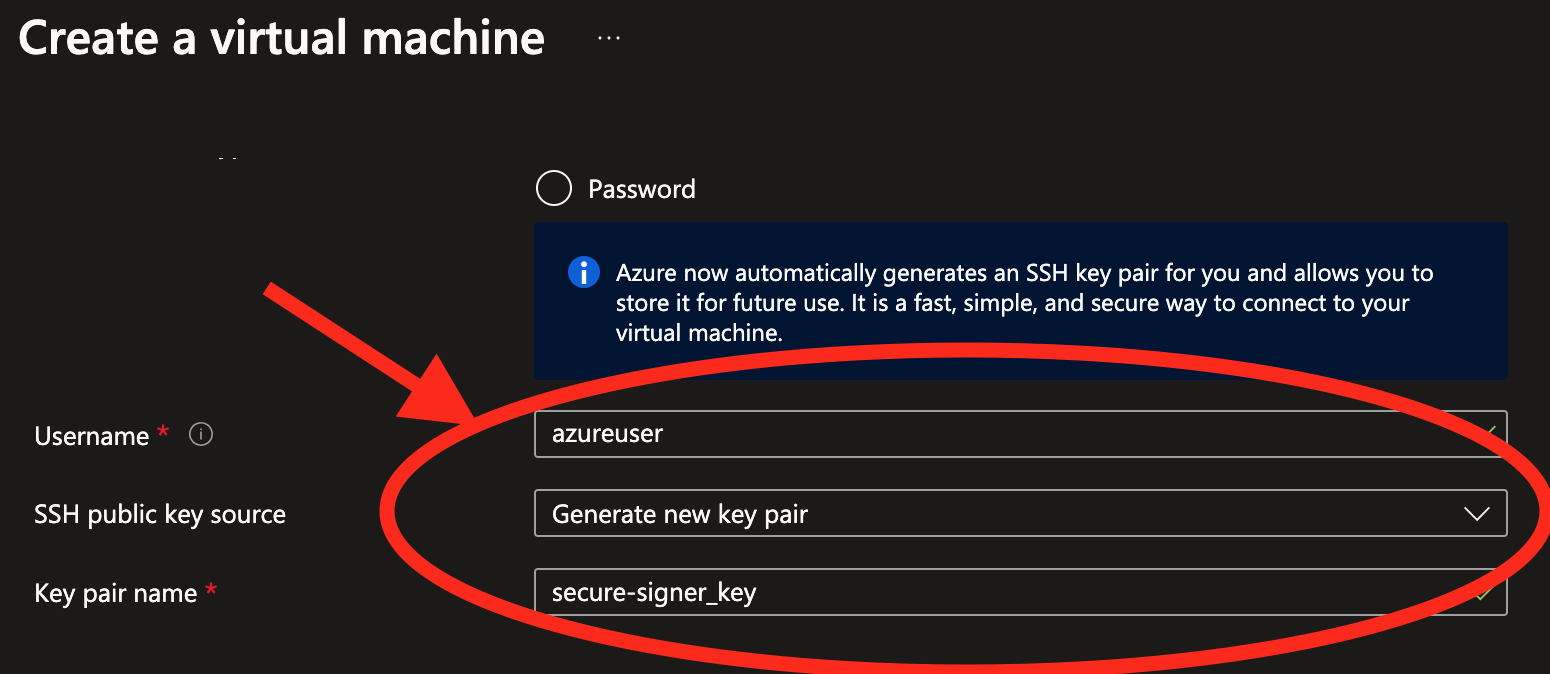 Create a virtual machine ...
Password
Azure now automatically generates an SSH key pair for you and allows you to
store it for future use. It is a fast, simple, and secure way to connect to your
virtual machine.
Username *
azureuser
SSH public key source
Generate new key pair
Key pair name *
secure-signer_key